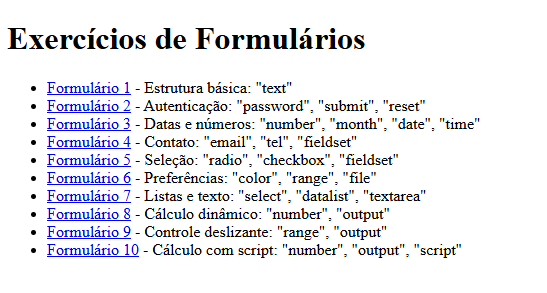 Exercícios de Formulários
Formulário 1 - Estrutura básica: "text"
Formulário 2 - Autenticação: "password", "submit", "reset"
Formulário 3 - Datas e números: "number", "month", "date", "time"
Formulário 4 - Contato: "email", "tel", "fieldset"
Formulário 5 - Seleção: "radio", "checkbox", "fieldset"
Formulário 6 - Preferências: "color", "range", "file"
Formulário 7 - Listas e texto: "select", "datalist", "textarea"
Formulário 8 - Cálculo dinâmico: "number", "output"
Formulário 9 - Controle deslizante: "range", "output"
Formulário 10 - Cálculo com script: "number", "output", "script"